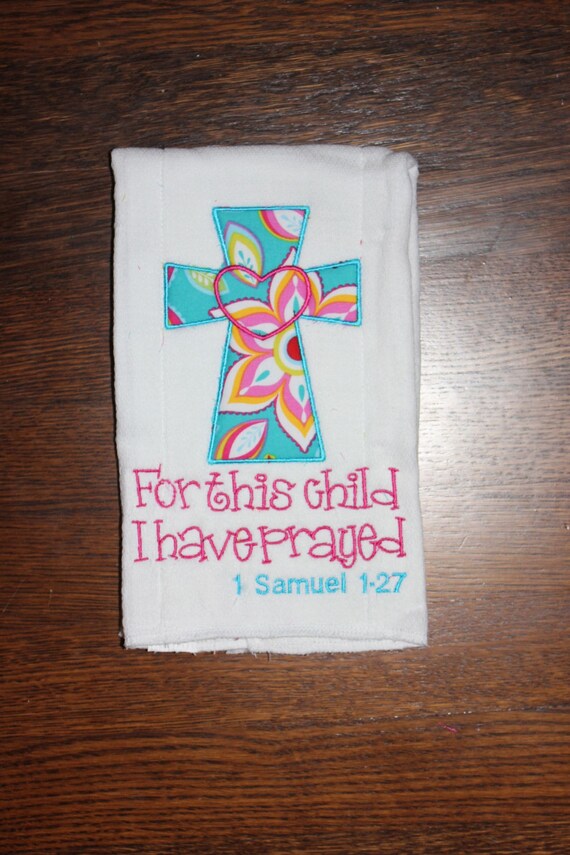 For this child
I have prayed
1 Samuel 1-27